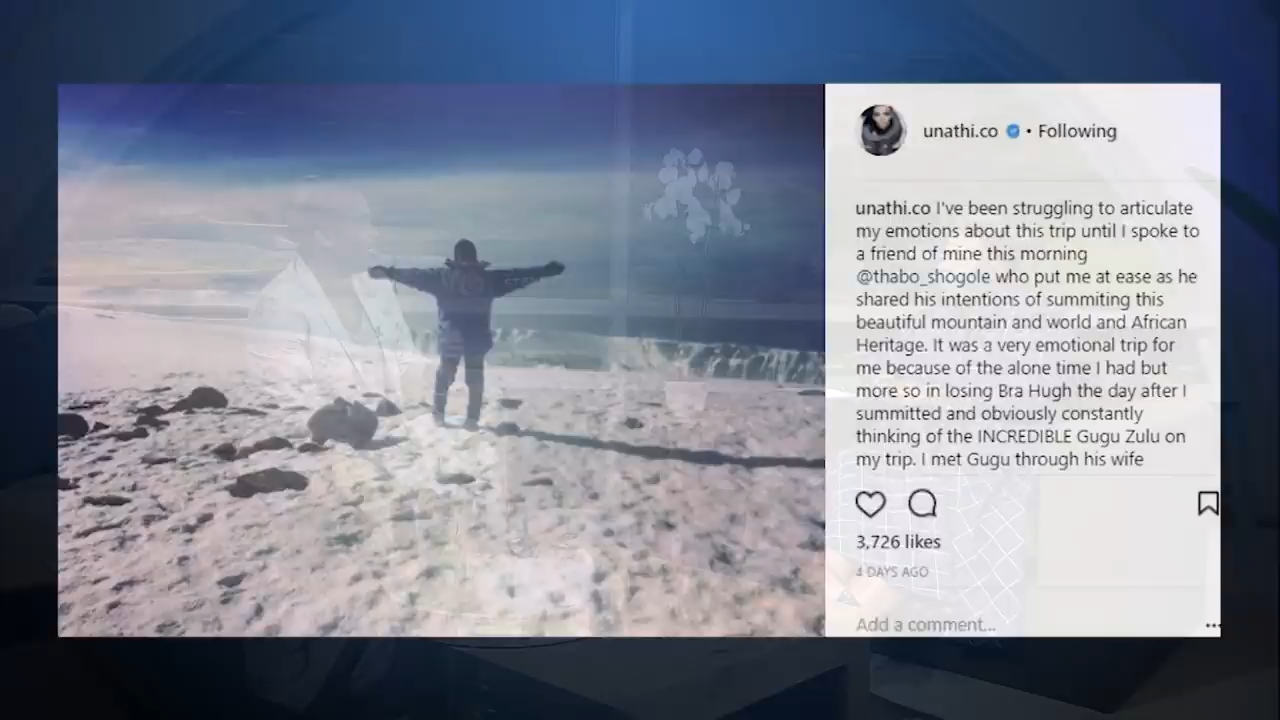 unathi.co • Following
unathi.co I've been struggling to articulate
my emotions about this trip until I spoke to
a friend of mine this morning
@thabo_shogole who put me at ease as he
shared his intentions of summiting this
beautiful mountain and world and African
Heritage. It was a very emotional trip for
me because of the alone time I had but
more so in losing Bra Hugh the day after I
summitted and obviously constantly
thinking of the INCREDIBLE Gugu Zulu on
my trip. I met Gugu through his wife
3,726 likes
4 DAYS AGO
Add a comment...